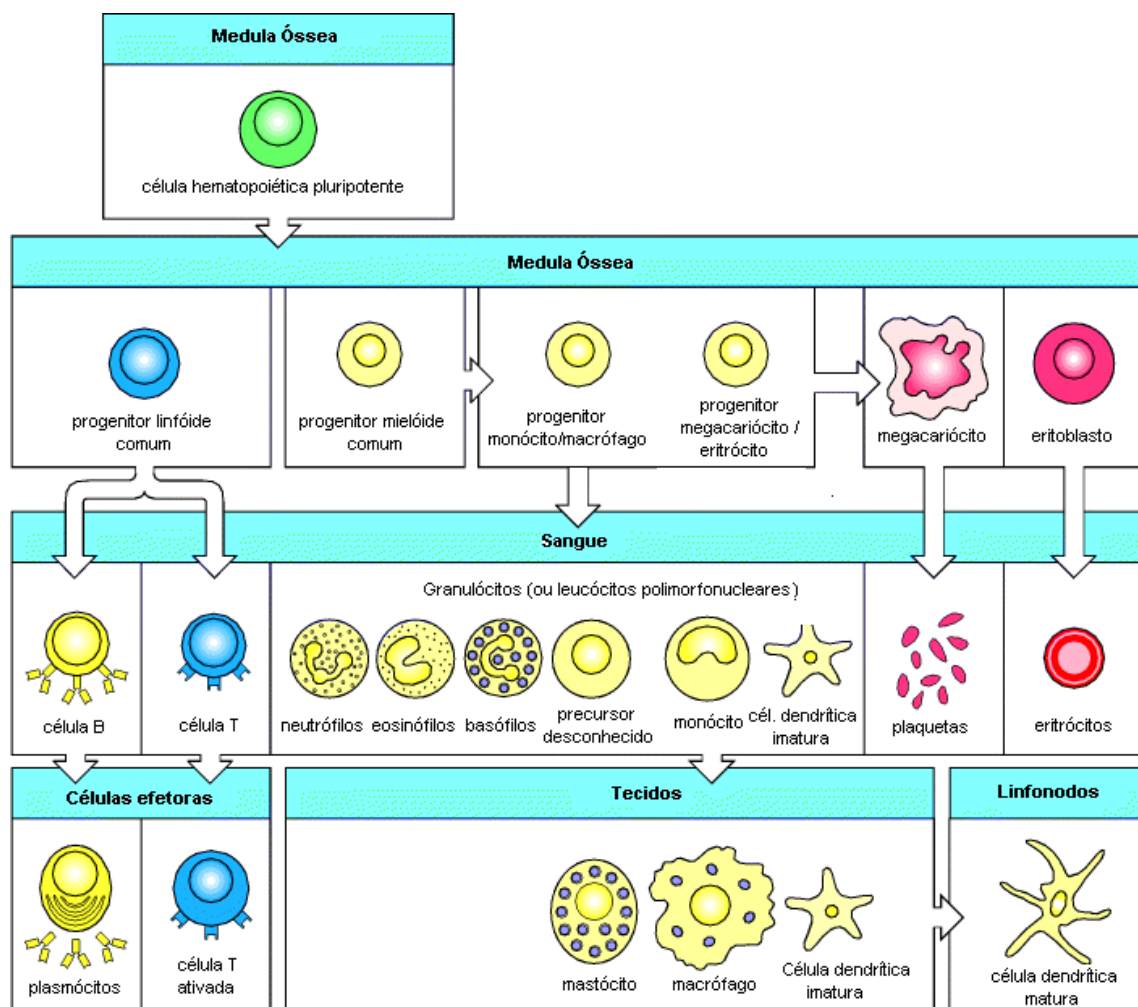 Medula Óssea
célula hematopoiética pluripotente
Medula Óssea
progenitor linfóide
comum
progenitor mielóide
comum
progenitor
monócito/macrófago
progenitor
megacariócito /
eritrócito
megacariócito
eritoblasto
Sangue
Granulócitos (ou leucócitos polimorfonucleares)
célula B
célula T
neutrófilos
eosinófilos
basófilos
precursor
desconhecido
monócito
cél. dendrítica
imatura
plaquetas
eritrócitos
Células efetoras
Tecidos
Linfonodos
plasmócitos
célula T
ativada
mastócito
macrófago
Célula dendrítica
imatura
célula dendrítica
matura